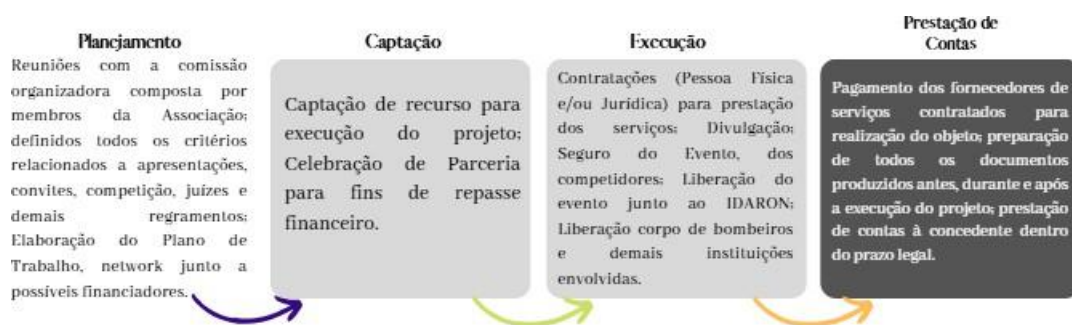 Planejamento
Reuniões com a comissão
organizadora composta por
membros da Associação;
definidos todos os critérios
relacionados a apresentações,
convites, competição, juízes e
demais regramentos;
Elaboração do Plano de
Trabalho, network junto a
possíveis financiadores.
Captação
Captação de recurso para
execução do projeto;
Celebração de Parceria
para fins de repasse
financeiro.
Execução
Contratações (Pessoa Física
e/ou Jurídica) para prestação
dos serviços; Divulgação;
Seguro do Evento, dos
competidores; Liberação do
evento junto ao IDARON;
Liberação corpo de bombeiros
e demais instituições
envolvidas.
Prestação de
Contas
Pagamento dos fornecedores de
serviços contratados para
realização do objeto; preparação
de todos os documentos
produzidos antes, durante e após
a execução do projeto; prestação
de contas à concedente dentro
do prazo legal.